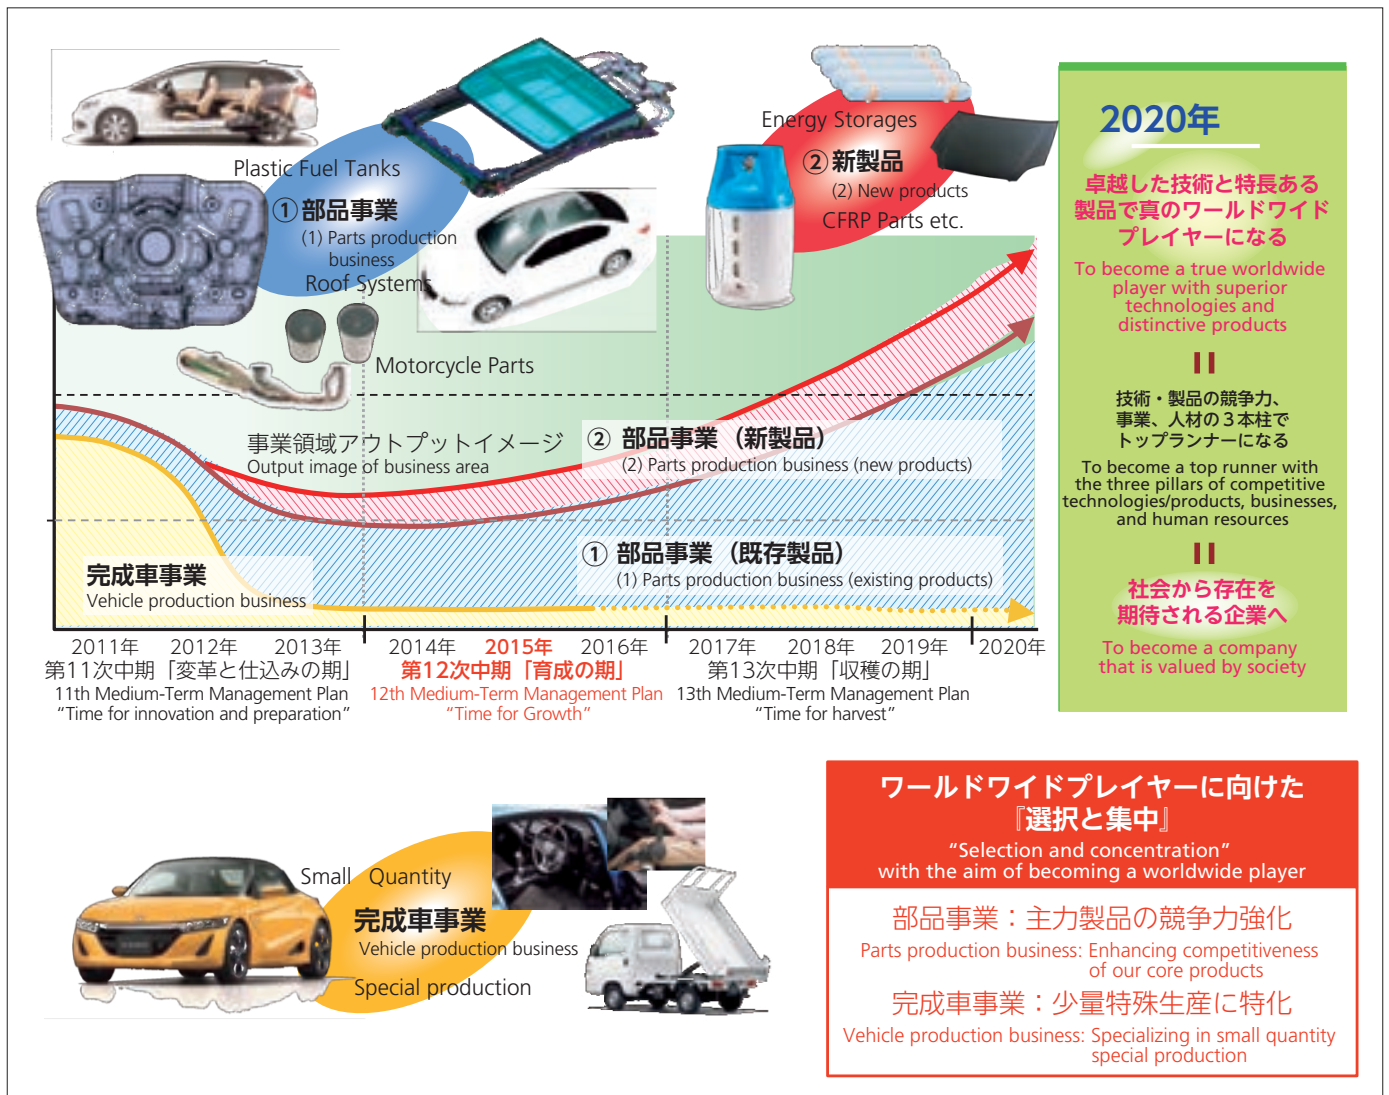 Plastic Fuel Tanks
① 部品事業
(1) Parts production
business
Roof Systems
Motorcycle Parts
Energy Storages
② 新製品
(2) New products
CFRP Parts etc.
事業領域アウトプットイメージ
Output image of business area
② 部品事業（新製品）
(2) Parts production business (new products)
① 部品事業（既存製品）
(1) Parts production business (existing products)
完成車事業
Vehicle production business
2011年 2012年 2013年 2014年 2015年 2016年 2017年 2018年 2019年 2020年
第11次中期「変革と仕込みの期」
11th Medium-Term Management Plan
“Time for innovation and preparation”
第12次中期「育成の期」
12th Medium-Term Management Plan
“Time for Growth”
第13次中期「収穫の期」
13th Medium-Term Management Plan
“Time for harvest”
2020年
卓越した技術と特長ある
製品で真のワールドワイド
プレイヤーになる
To become a true worldwide
player with superior
technologies and
distinctive products
技術・製品の競争力、
事業、人材の３本柱で
トップランナーになる
To become a top runner with
the three pillars of competitive
technologies/products, businesses,
and human resources
社会から存在を
期待される企業へ
To become a company
that is valued by society
Small Quantity
完成車事業
Vehicle production business
Special production
ワールドワイドプレイヤーに向けた
『選択と集中』
“Selection and concentration”
with the aim of becoming a worldwide player
部品事業：主力製品の競争力強化
Parts production business: Enhancing competitiveness
of our core products
完成車事業：少量特殊生産に特化
Vehicle production business: Specializing in small quantity
special production